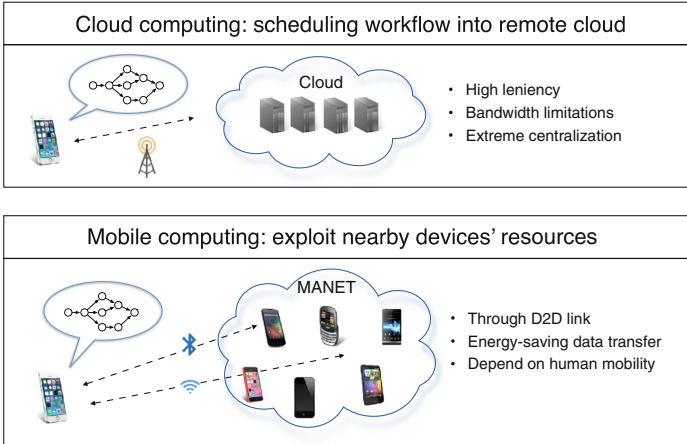 Cloud computing: scheduling workflow into remote cloud
Cloud
• High leniency
• Bandwidth limitations
• Extreme centralization
Mobile computing: exploit nearby devices' resources
MANET
• Through D2D link
• Energy-saving data transfer
• Depend on human mobility